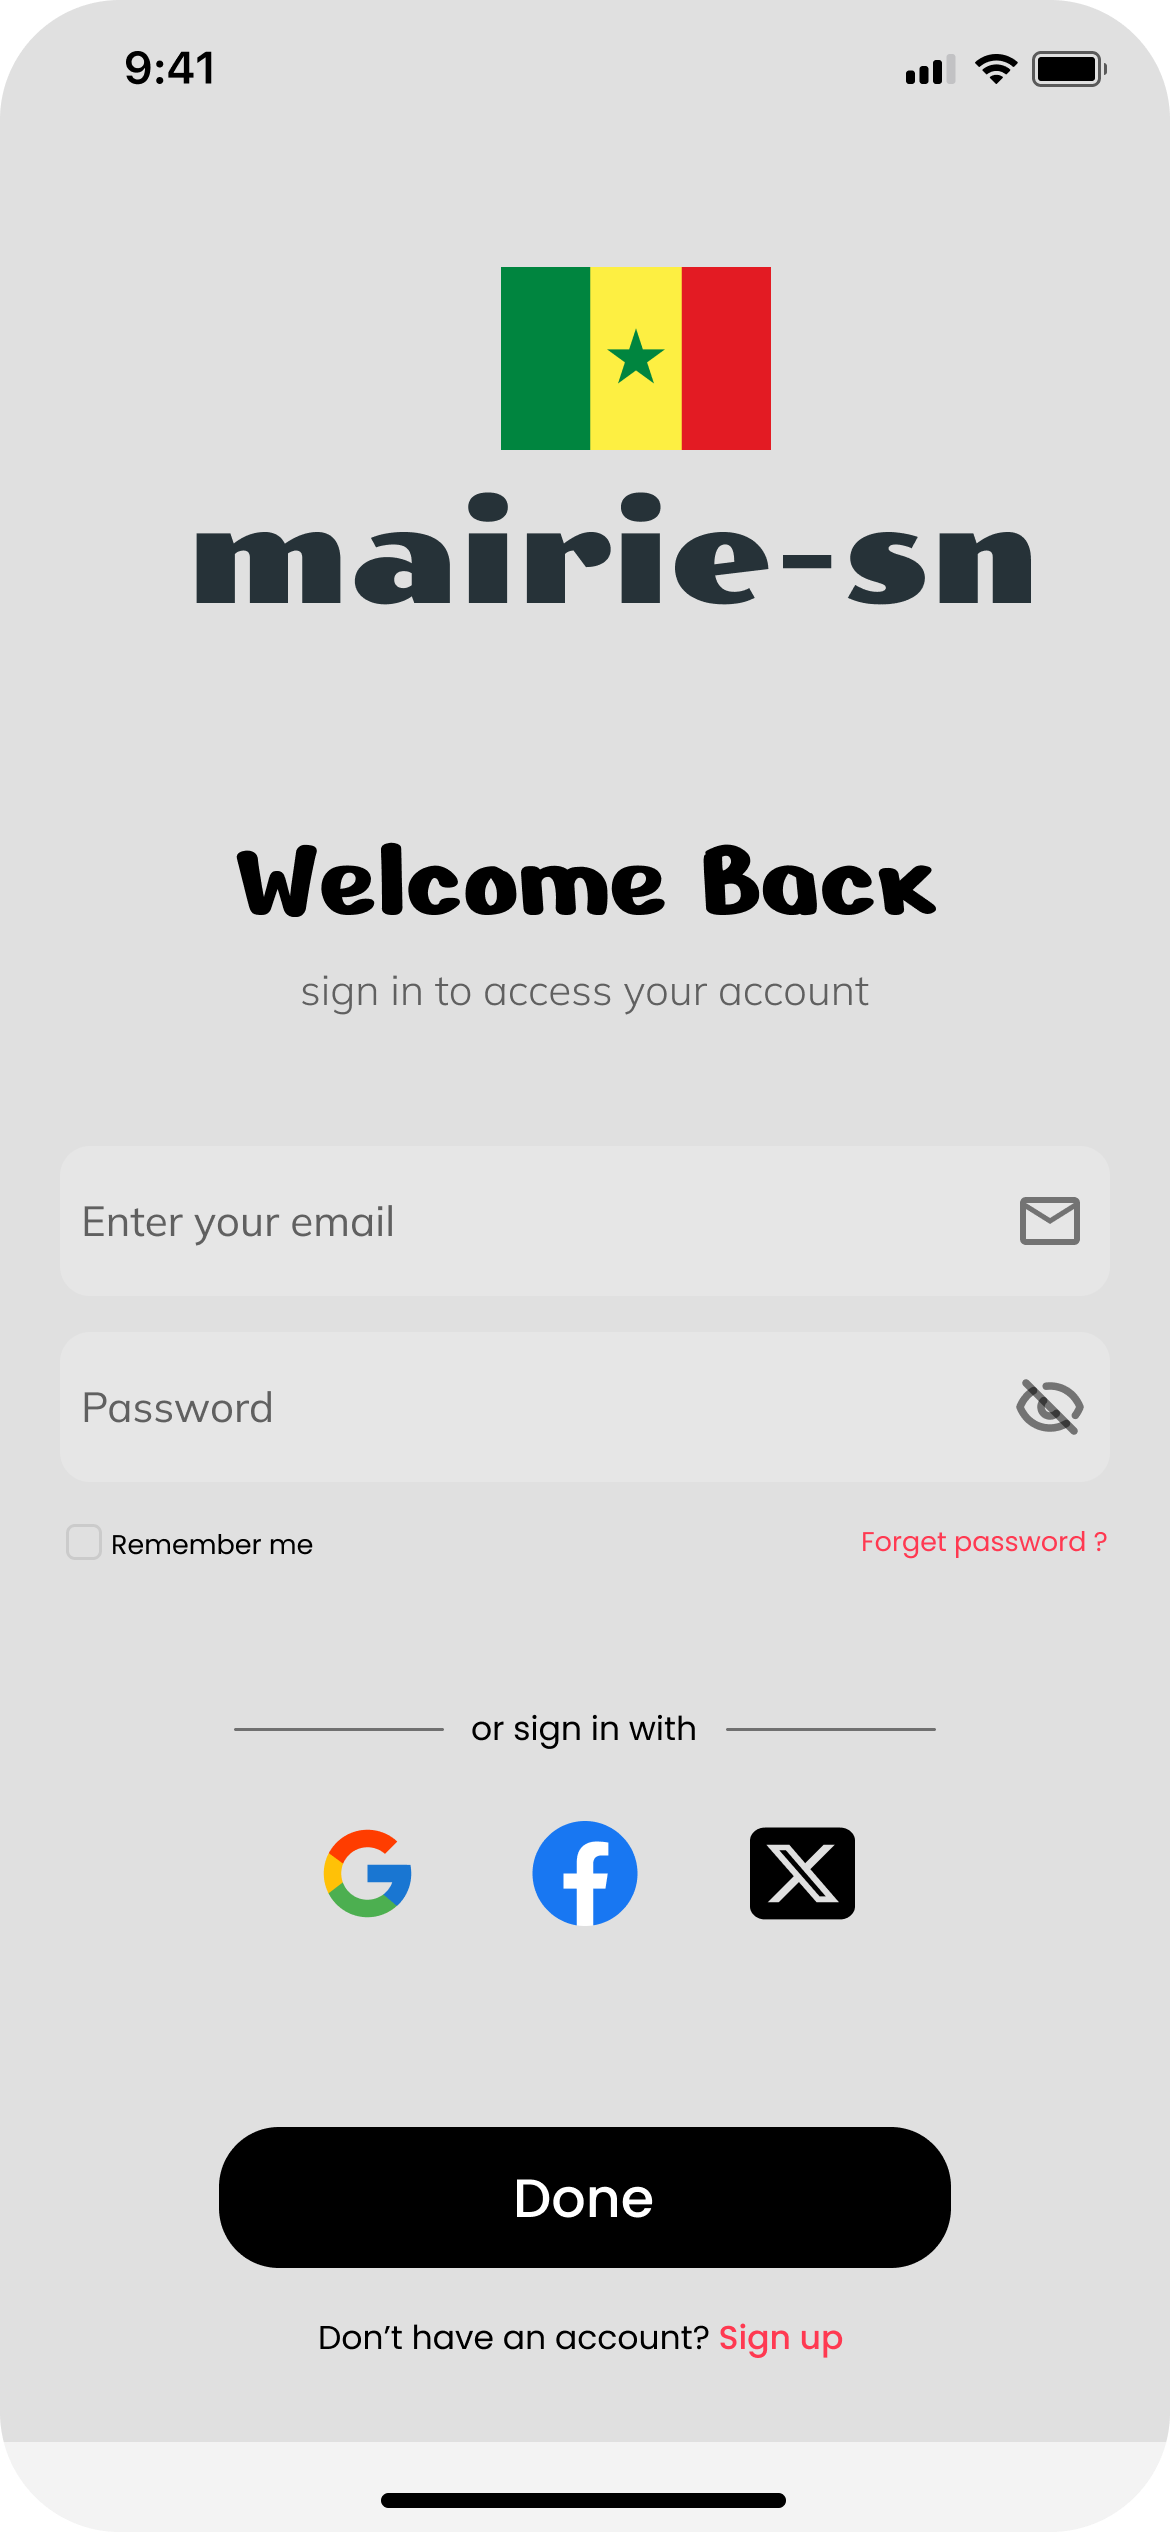 9:41
mairie-sn
Welcome Back
sign in to access your account
Enter your email
Password
Remember me
Forget password ?
or sign in with
Done
Don’t have an account? Sign up